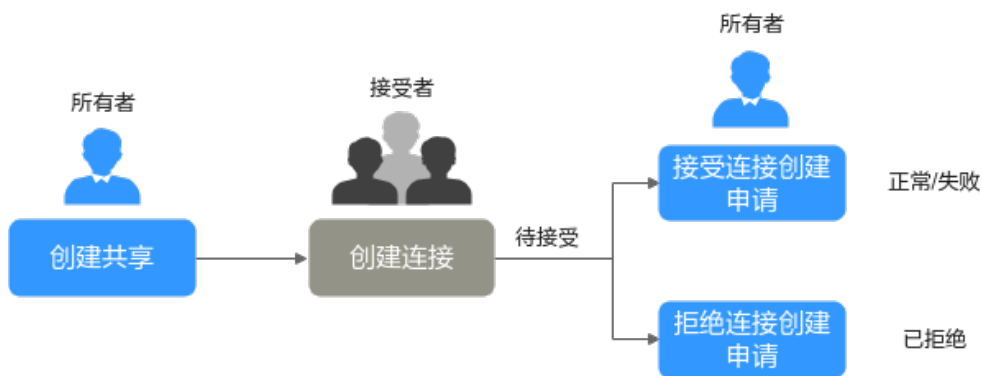 所有者
接受者
所有者
创建共享
创建连接
待接受
接受连接创建
申请
正常/失败
拒绝连接创建
申请
已拒绝